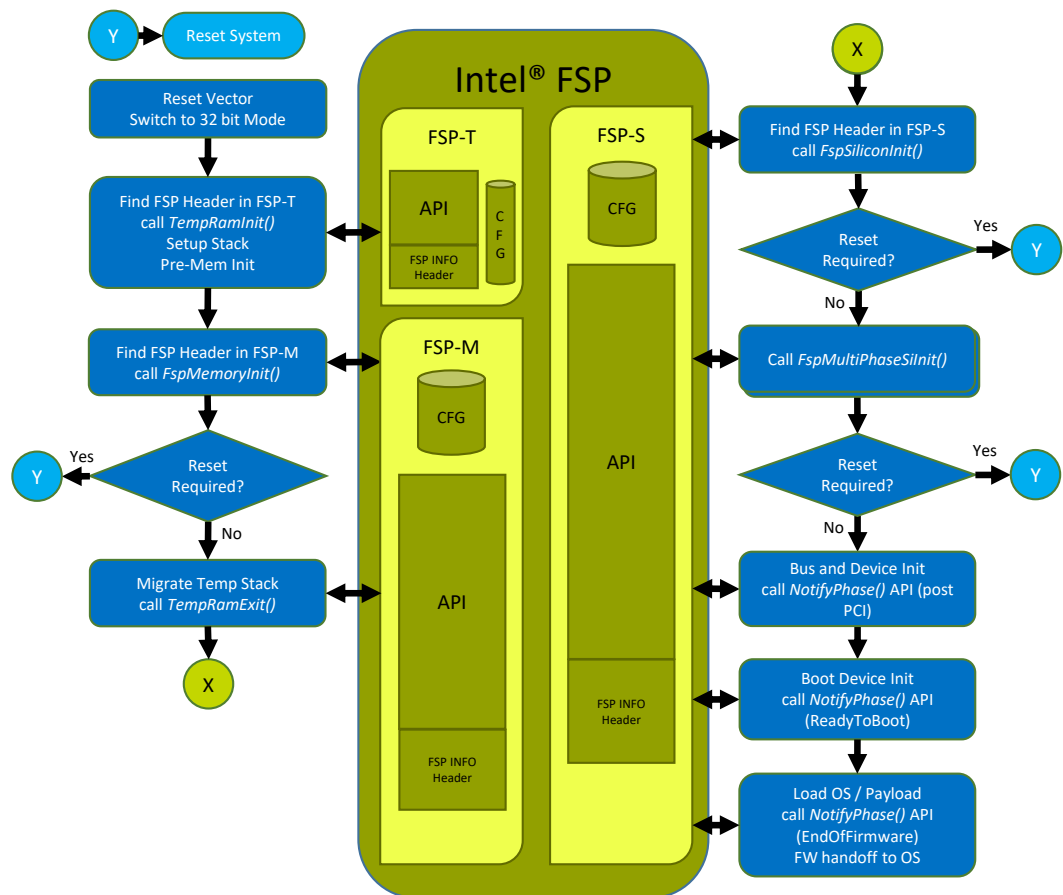 Y
Reset System
Reset Vector
Switch to 32 bit Mode
Find FSP Header in FSP-T
call TempRamInit()
Setup Stack
Pre-Mem Init
Find FSP Header in FSP-M
call FspMemoryInit()
Reset
Required?
Yes
Y
No
Migrate Temp Stack
call TempRamExit()
X
Intel® FSP
FSP-T
API
FSP INFO
Header
C
F
G
FSP-M
CFG
API
FSP INFO
Header
FSP-S
CFG
API
FSP INFO
Header
X
Find FSP Header in FSP-S
call FspSiliconInit()
Reset
Required?
Yes
Y
No
Call FspMultiPhaseSiInit()
Reset
Required?
Yes
Y
No
Bus and Device Init
call NotifyPhase() API (post
PCI)
Boot Device Init
call NotifyPhase() API
(ReadyToBoot)
Load OS / Payload
call NotifyPhase() API
(EndOfFirmware)
FW handoff to OS